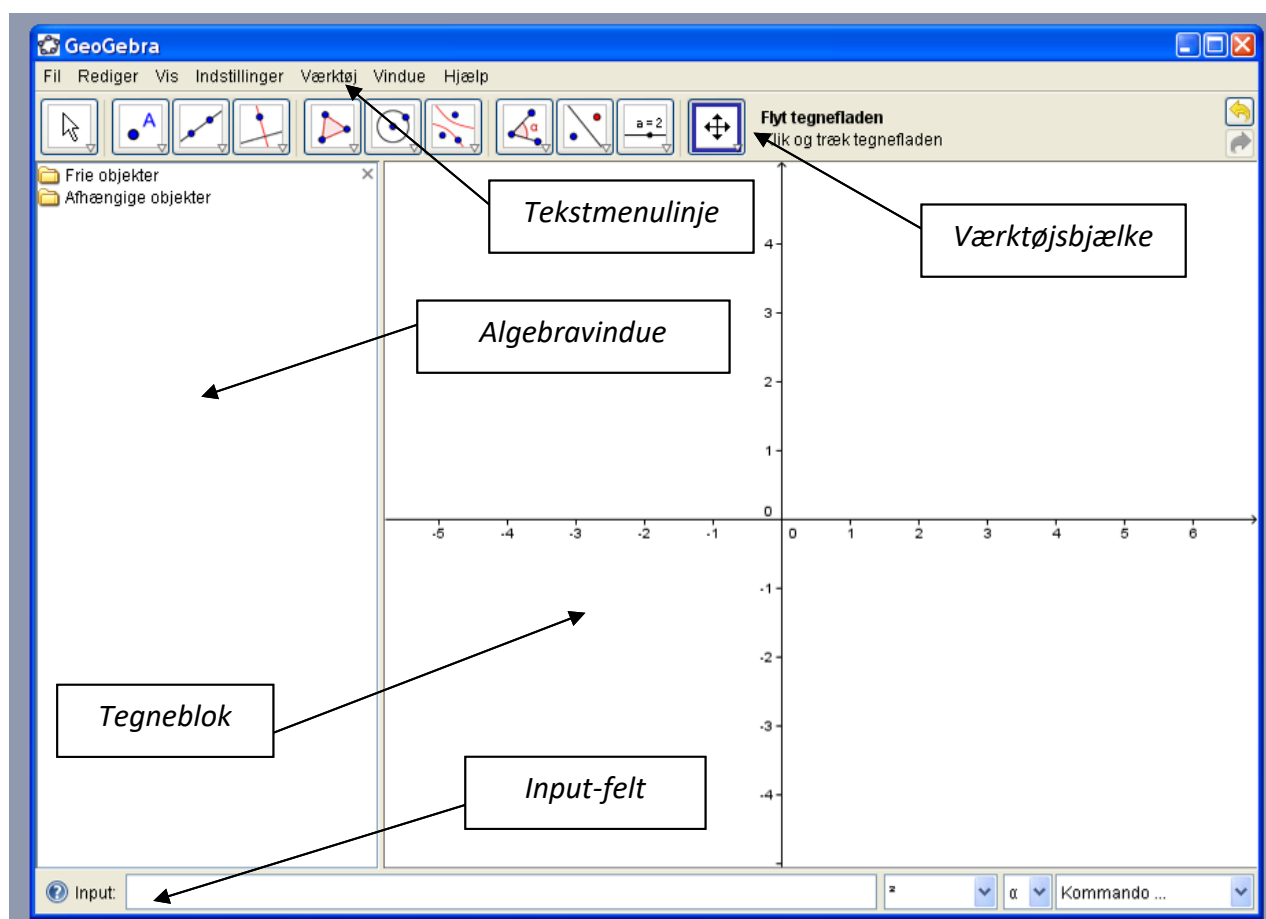 GeoGebra
Fil Rediger Vis Indstillinger Værktøj Vindue Hjælp
A
α
a=2
Flyt tegnefladen
Klik og træk tegnefladen
Frie objekter
Afhængige objekter
Tekstmenulinje
Værktøjsbjælke
Algebravindue
4
3
2
1
0
-5 -4 -3 -2 -1 0 1 2 3 4 5 6
-1
-2
-3
-4
Tegneblok
Input-felt
Input: ² α Kommando ...